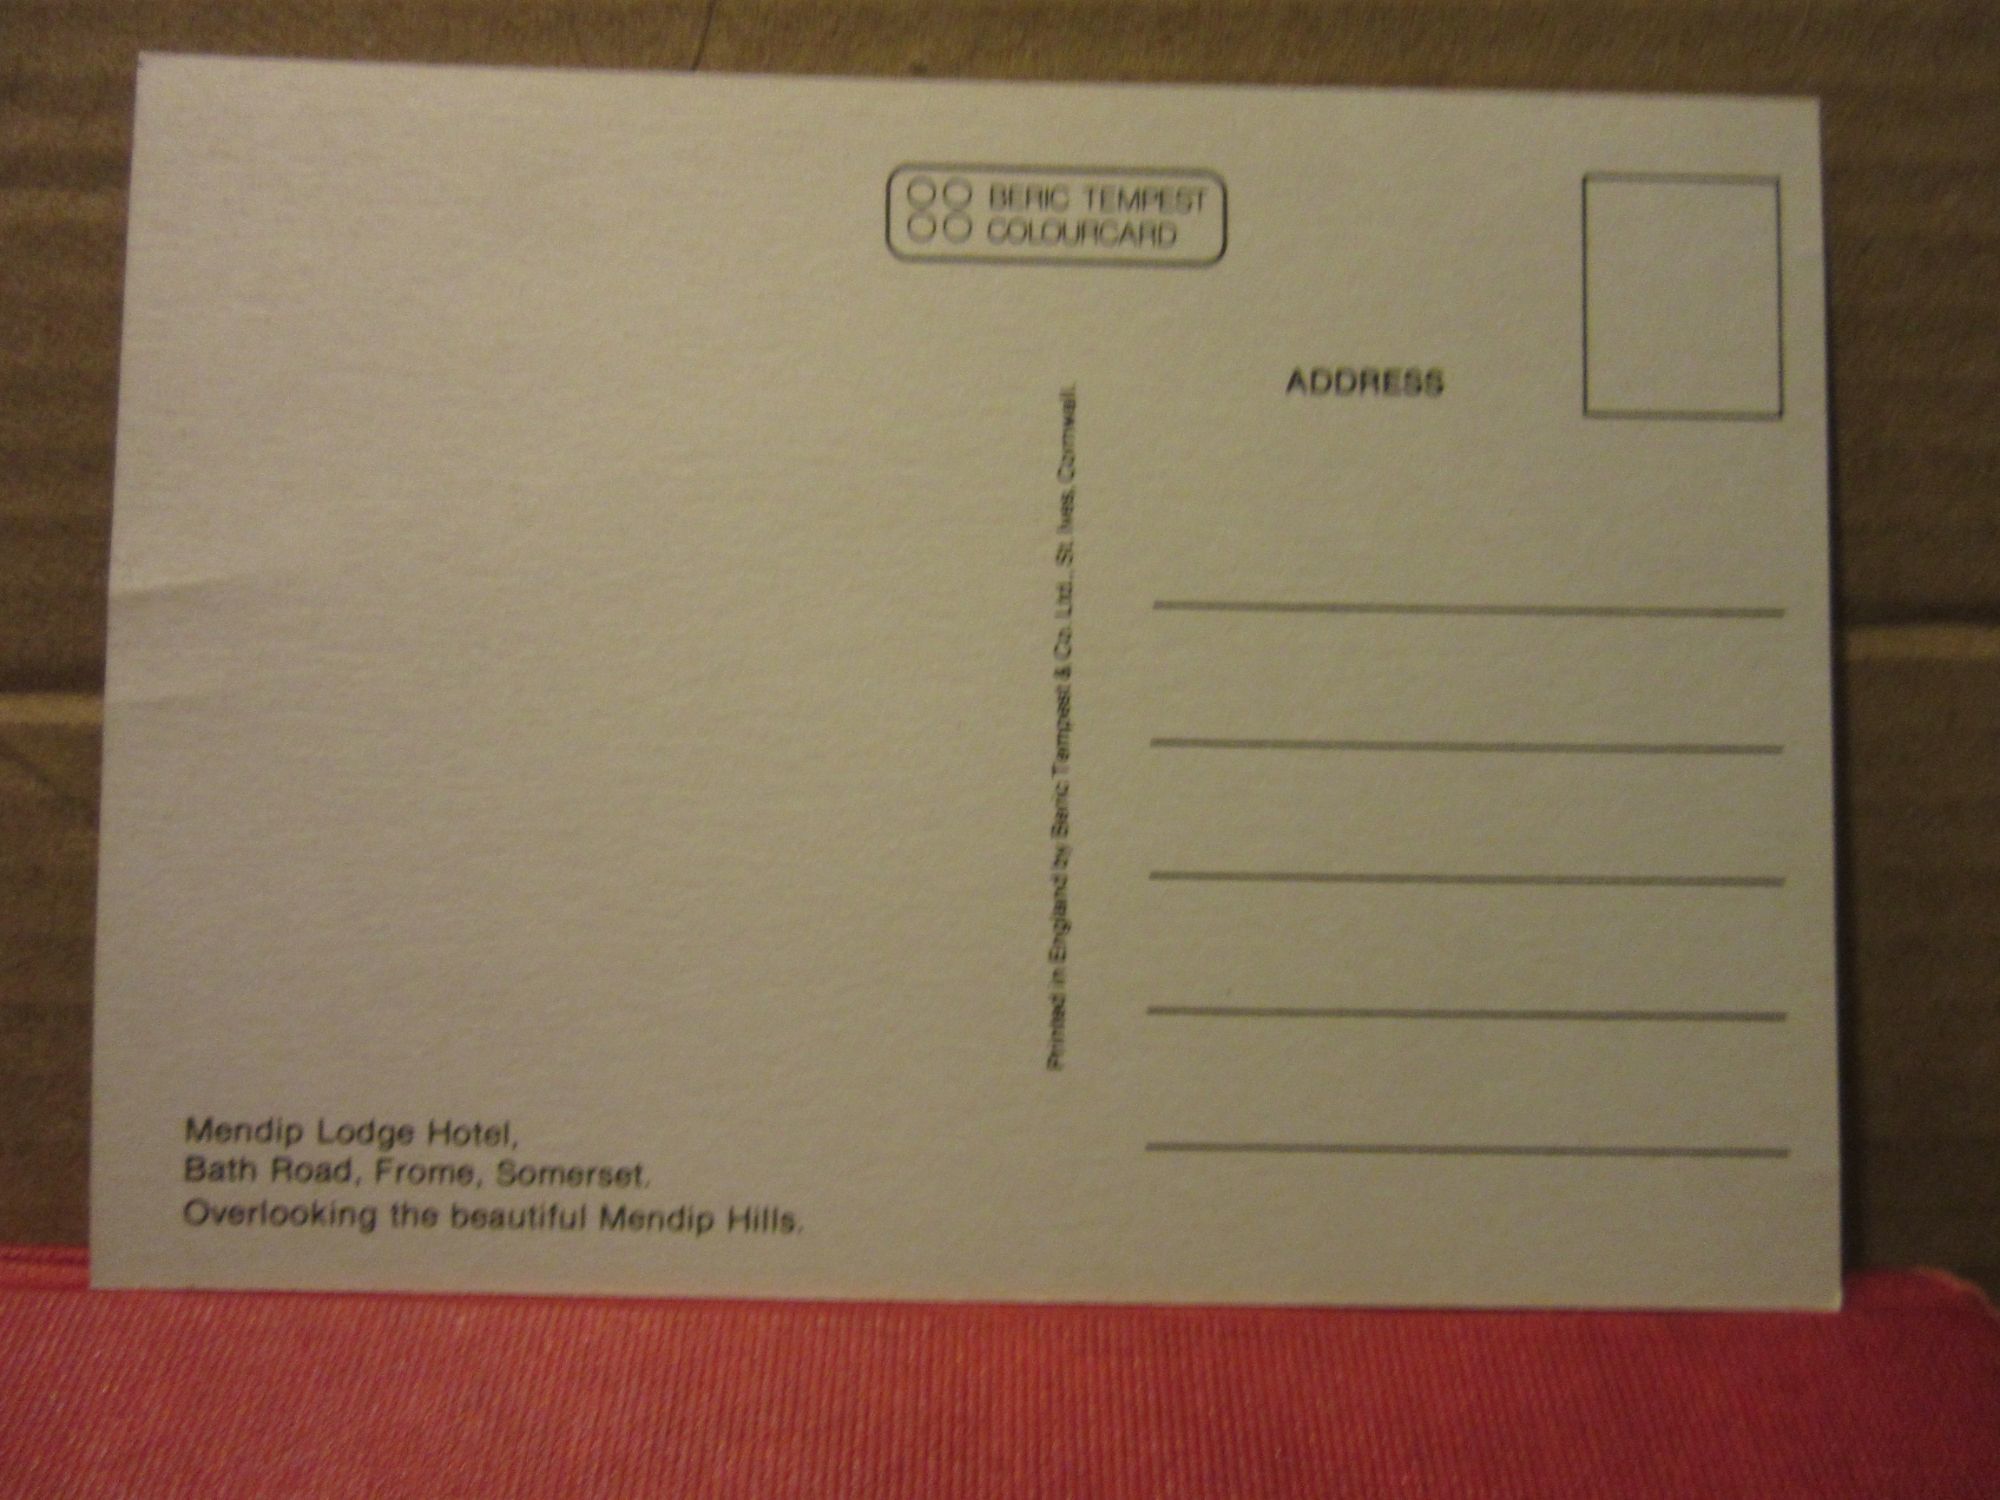 BERIC TEMPEST
COLOURCARD
ADDRESS
Printed in England by Beric Tempest & Co. Ltd., St. Ives, Cornwall.
Mendip Lodge Hotel,
Bath Road, Frome, Somerset.
Overlooking the beautiful Mendip Hills.